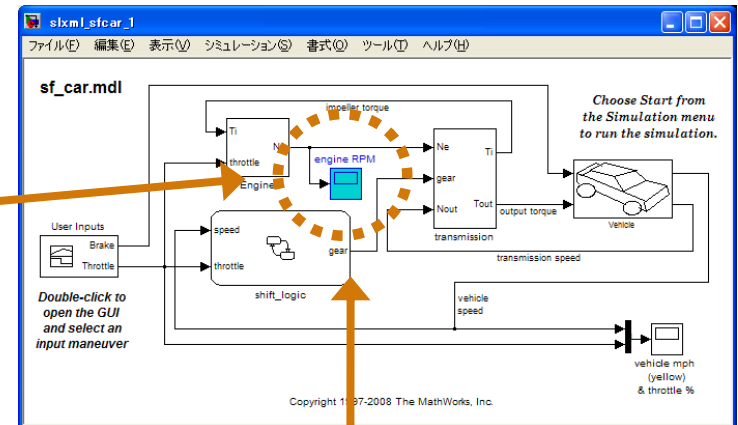 slxml_sfcar_1
ファイル(F) 編集(E) 表示(V) シミュレーション(S) 書式(O) ツール(T) ヘルプ(H)
sf_car.mdl
impeller torque
Choose Start from
the Simulation menu
to run the simulation.
Ti
Ne
throttle
Engine
engine RPM
Ne
Ti
gear
Nout
Tout
transmission
output torque
Vehicle
transmission speed
User Inputs
Brake
Throttle
Double-click to
open the GUI
and select an
input maneuver
speed
throttle
gear
shift_logic
vehicle
speed
vehicle mph
(yellow)
& throttle %
Copyright 1997-2008 The MathWorks, Inc.